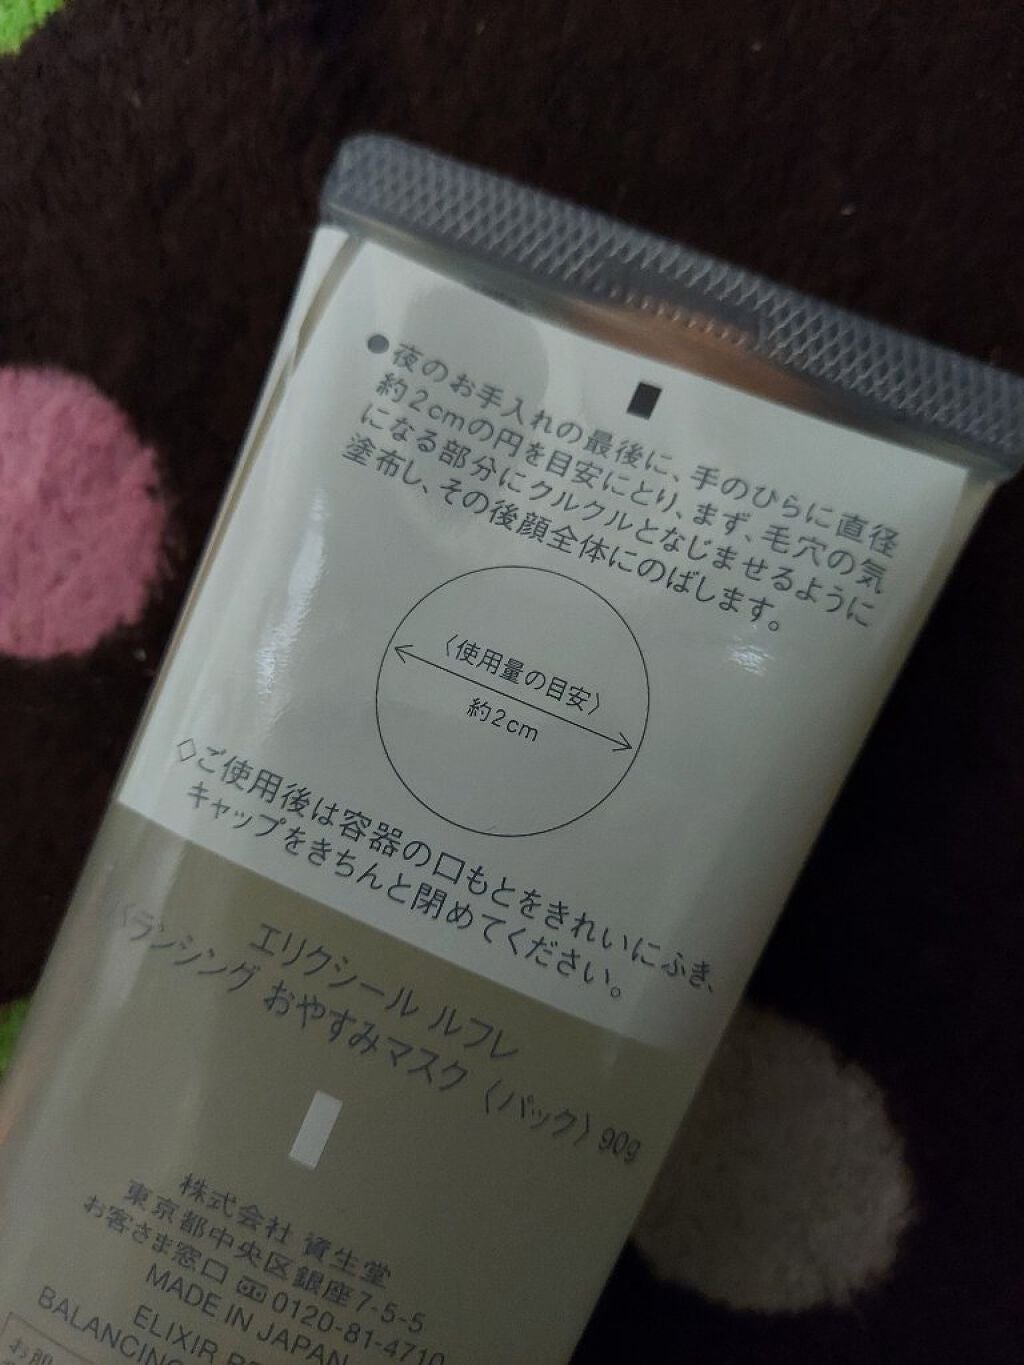 ●夜のお手入れの最後に、手のひらに直径
約2cmの円を目安にとり、まず、毛穴の気
になる部分にクルクルとなじませるように
塗布し、その後顔全体にのばします。
〈使用量の目安〉
約2cm
◇ご使用後は容器の口もとをきれいにふき、
キャップをきちんと閉めてください。
エリクシール ルフレ
バランシング おやすみマスク〈パック〉90g
株式会社 資生堂
東京都中央区銀座7-5-5
お客さま窓口 0120-81-4710
MADE IN JAPAN
ELIXIR
BALANCING
お肌